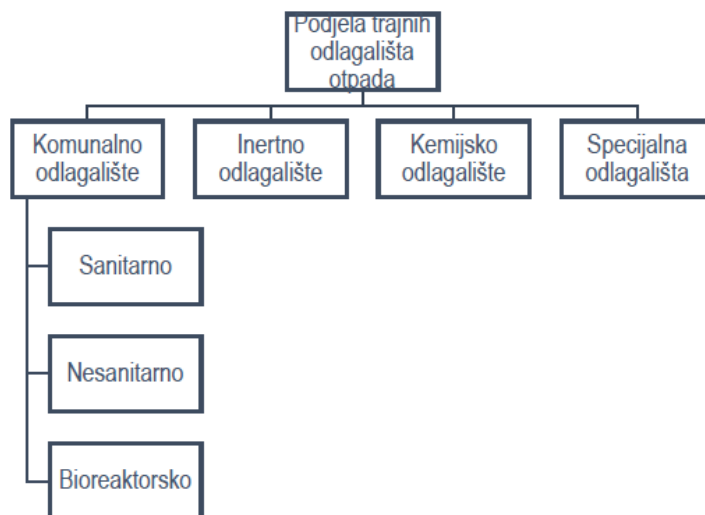 Podjela trajnih
odlagališta
otpada
Komunalno
odlagalište
Inertno
odlagalište
Kemijsko
odlagalište
Specijalna
odlagališta
Sanitarno
Nesanitarno
Bioreaktorsko